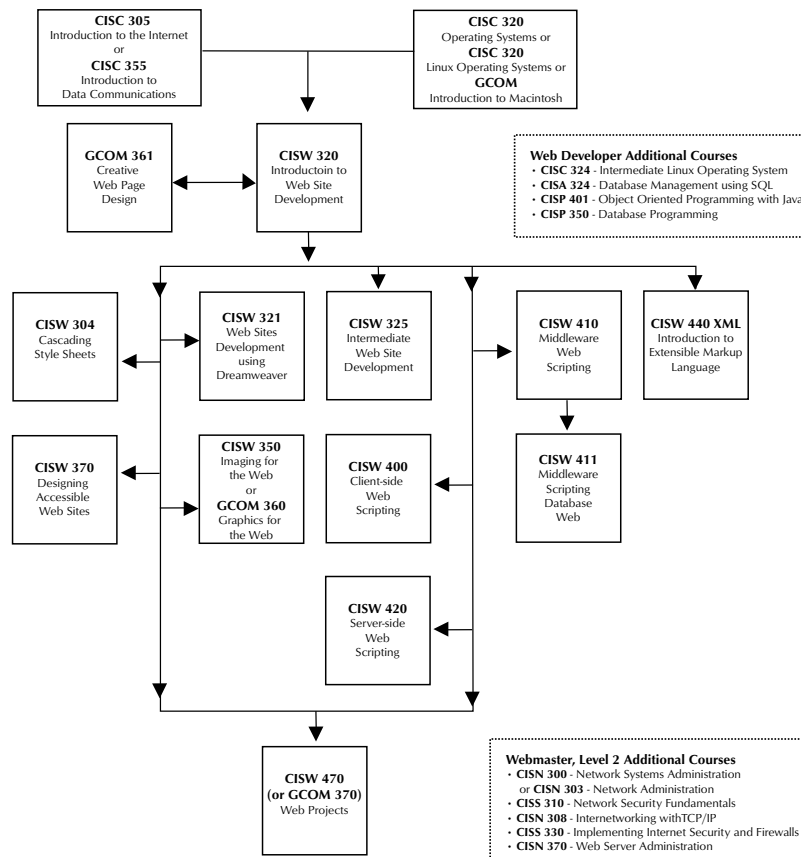 CISC 305
Introduction to the Internet
or
CISC 355
Introduction to
Data Communications
CISC 320
Operating Systems or
CISC 320
Linux Operating Systems or
GCOM
Introduction to Macintosh
GCOM 361
Creative
Web Page
Design
CISW 320
Introductoin to
Web Site
Development
Web Developer Additional Courses
• CISC 324 - Intermediate Linux Operating System
• CISA 324 - Database Management using SQL
• CISP 401 - Object Oriented Programming with Java
• CISP 350 - Database Programming
CISW 304
Cascading
Style Sheets
CISW 321
Web Sites
Development
using
Dreamweaver
CISW 325
Intermediate
Web Site
Development
CISW 410
Middleware
Web
Scripting
CISW 440 XML
Introduction to
Extensible Markup
Language
CISW 370
Designing
Accessible
Web Sites
CISW 350
Imaging for
the Web
or
GCOM 360
Graphics for
the Web
CISW 400
Client-side
Web
Scripting
CISW 411
Middleware
Scripting
Database
Web
CISW 420
Server-side
Web
Scripting
CISW 470
(or GCOM 370)
Web Projects
Webmaster, Level 2 Additional Courses
• CISN 300 - Network Systems Administration
or CISN 303 - Network Administration
• CISS 310 - Network Security Fundamentals
• CISN 308 - Internetworking withTCP/IP
• CISS 330 - Implementing Internet Security and Firewalls
• CISN 370 - Web Server Administration